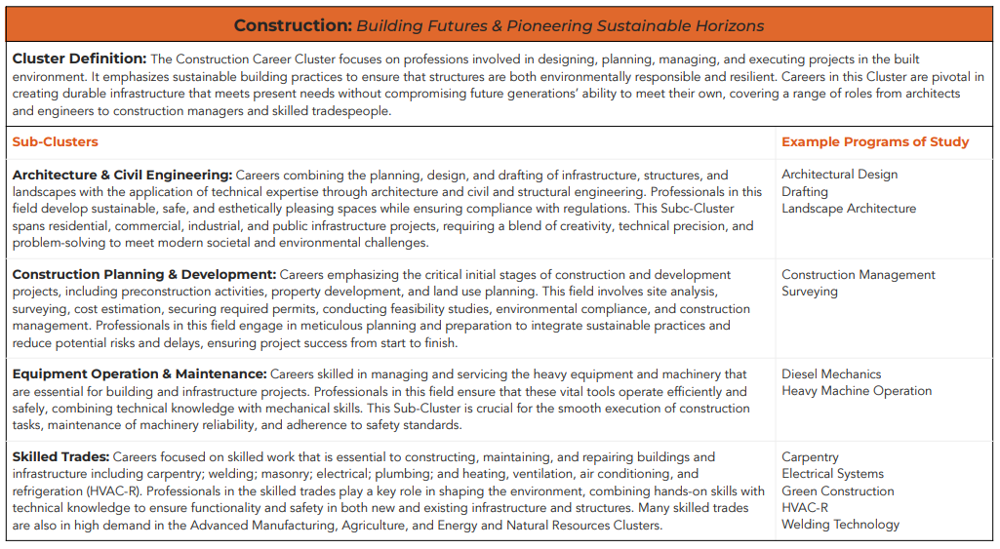 Construction: Building Futures & Pioneering Sustainable Horizons
Cluster Definition: The Construction Career Cluster focuses on professions involved in designing, planning, managing, and executing projects in the built
environment. It emphasizes sustainable building practices to ensure that structures are both environmentally responsible and resilient. Careers in this Cluster are pivotal in
creating durable infrastructure that meets present needs without compromising future generations’ ability to meet their own, covering a range of roles from architects
and engineers to construction managers and skilled tradespeople.
Sub-Clusters
Example Programs of Study
Architecture & Civil Engineering: Careers combining the planning, design, and drafting of infrastructure, structures, and
landscapes with the application of technical expertise through architecture and civil and structural engineering. Professionals in this
field develop sustainable, safe, and esthetically pleasing spaces while ensuring compliance with regulations. This Subc-Cluster
spans residential, commercial, industrial, and public infrastructure projects, requiring a blend of creativity, technical precision, and
problem-solving to meet modern societal and environmental challenges.
Architectural Design
Drafting
Landscape Architecture
Construction Planning & Development: Careers emphasizing the critical initial stages of construction and development
projects, including preconstruction activities, property development, and land use planning. This field involves site analysis,
surveying, cost estimation, securing required permits, conducting feasibility studies, environmental compliance, and construction
management. Professionals in this field engage in meticulous planning and preparation to integrate sustainable practices and
reduce potential risks and delays, ensuring project success from start to finish.
Construction Management
Surveying
Equipment Operation & Maintenance: Careers skilled in managing and servicing the heavy equipment and machinery that
are essential for building and infrastructure projects. Professionals in this field ensure that these vital tools operate efficiently and
safely, combining technical knowledge with mechanical skills. This Sub-Cluster is crucial for the smooth execution of construction
tasks, maintenance of machinery reliability, and adherence to safety standards.
Diesel Mechanics
Heavy Machine Operation
Skilled Trades: Careers focused on skilled work that is essential to constructing, maintaining, and repairing buildings and
infrastructure including carpentry; welding; masonry; electrical; plumbing; and heating, ventilation, air conditioning, and
refrigeration (HVAC-R). Professionals in the skilled trades play a key role in shaping the environment, combining hands-on skills with
technical knowledge to ensure functionality and safety in both new and existing infrastructure and structures. Many skilled trades
are also in high demand in the Advanced Manufacturing, Agriculture, and Energy and Natural Resources Clusters.
Carpentry
Electrical Systems
Green Construction
HVAC-R
Welding Technology